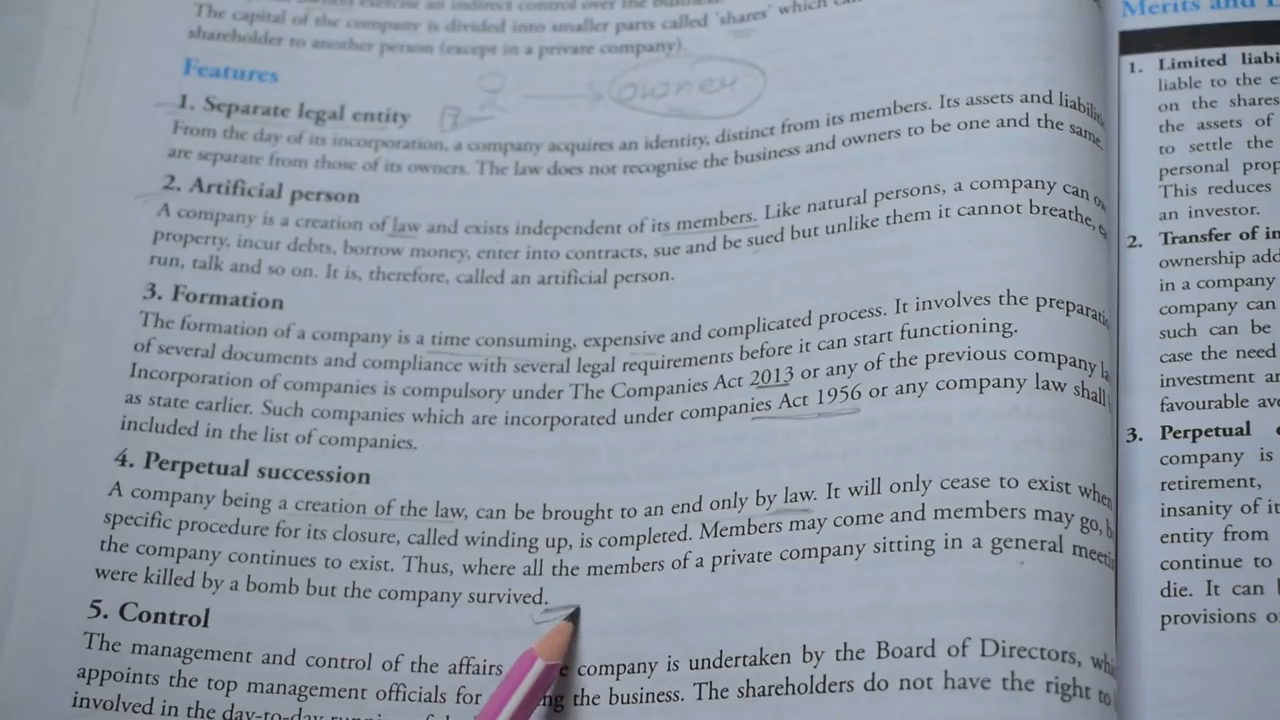 The capital of the company is divided into smaller parts called 'shares' which
shareholder to another person (except in a private company).
Features
owner
1. Separate legal entity
From the day of its incorporation, a company acquires an identity, distinct from its members. Its assets and
are separate from those of its owners. The law does not recognise the business and owners to be one and the same.
2. Artificial person
A company is a creation of law and exists independent of its members. Like natural persons, a company can
property, incur debts, borrow money, enter into contracts, sue and be sued but unlike them it cannot breathe,
run, talk and so on. It is, therefore, called an artificial person.
3. Formation
The formation of a company is a time consuming, expensive and complicated process. It involves the
of several documents and compliance with several legal requirements before it can start functioning.
Incorporation of companies is compulsory under The Companies Act 2013 or any of the previous company
as state earlier. Such companies which are incorporated under companies Act 1956 or any company law shall
included in the list of companies.
4. Perpetual succession
A company being a creation of the law, can be brought to an end only by law. It will only cease to exist when
specific procedure for its closure, called winding up, is completed. Members may come and members may go,
the company continues to exist. Thus, where all the members of a private company sitting in a general
were killed by a bomb but the company survived.
5. Control
The management and control of the affairs company is undertaken by the Board of Directors,
appoints the top management officials for the business. The shareholders do not have the right to
involved in the day-to-day
Merits and
1. Limited
liable to the
on the shares
the assets of
to settle the
personal
This reduces
an investor.
2. Transfer of
ownership
in a company
company can
such can be
case the need
investment
favourable
3. Perpetual
company is
retirement,
insanity of
entity from
continue to
die. It can
provisions